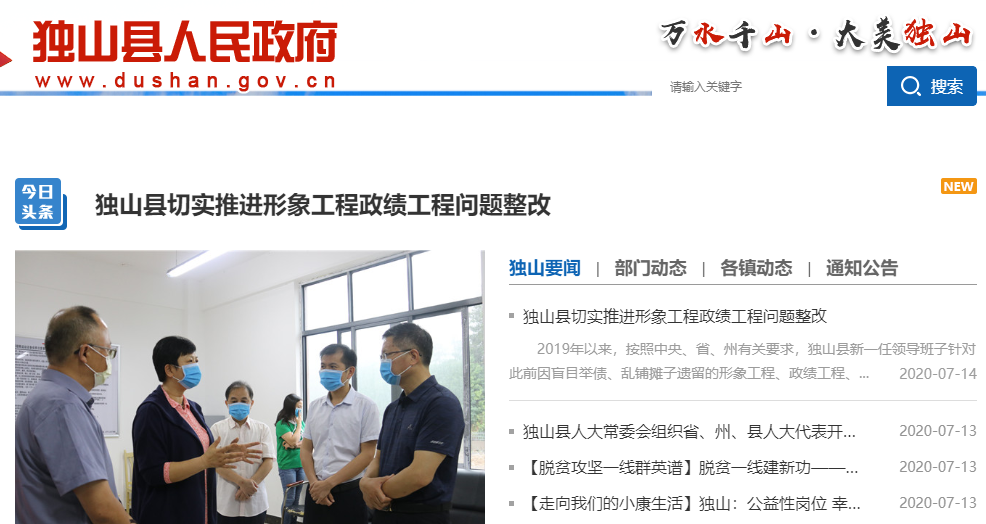 独山县人民政府
www.dushan.gov.cn
万水千山·大美独山
请输入关键字
搜索
今日
头条
独山县切实推进形象工程政绩工程问题整改
NEW
独山要闻 | 部门动态 | 各镇动态 | 通知公告
独山县切实推进形象工程政绩工程问题整改
2019年以来，按照中央、省、州有关要求，独山县新一任领导班子针对
此前因盲目举债、乱铺摊子遗留的形象工程、政绩工程、... 2020-07-14
独山县人大常委会组织省、州、县人大代表开... 2020-07-13
【脱贫攻坚一线群英谱】脱贫一线建新功——... 2020-07-13
【走向我们的小康生活】独山：公益性岗位 幸... 2020-07-13